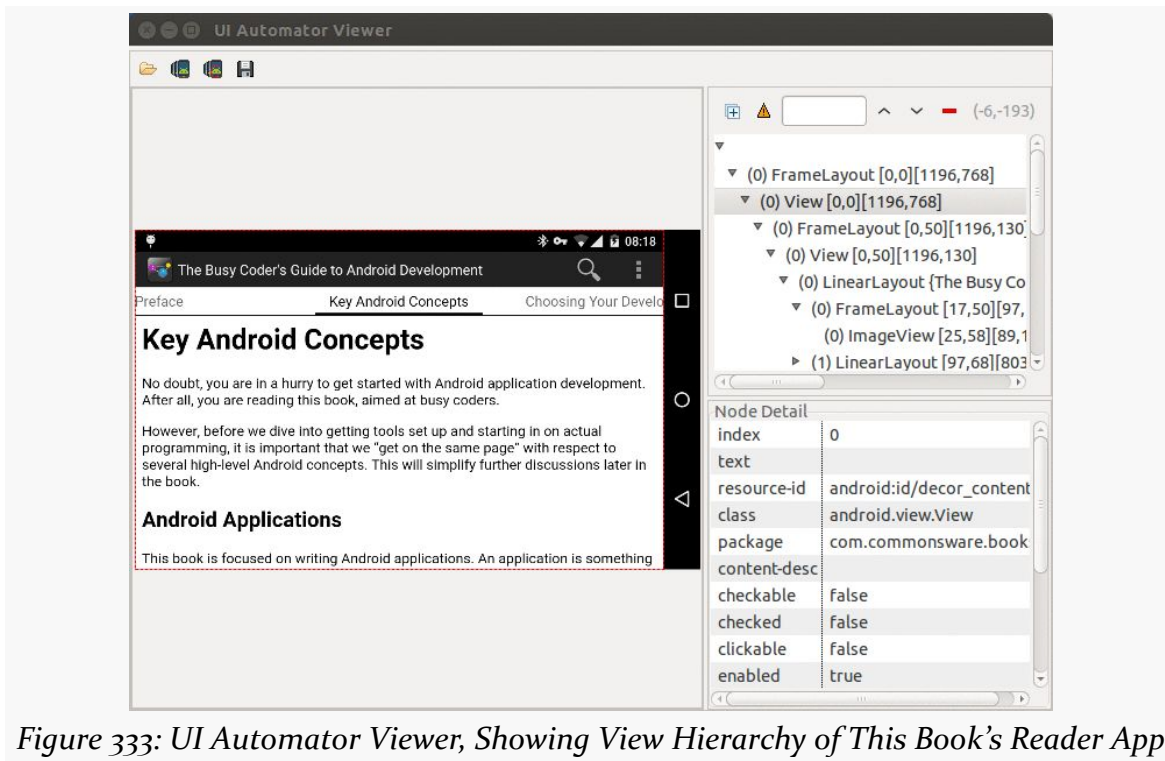 UI Automator Viewer
(-6,-193)
(0) FrameLayout [0,0][1196,768]
(0) View [0,0][1196,768]
(0) FrameLayout [0,50][1196,130]
(0) View [0,50][1196,130]
(0) LinearLayout {The Busy Co
(0) FrameLayout [17,50][97,
(0) ImageView [25,58][89,1
(1) LinearLayout [97,68][803
08:18
The Busy Coder's Guide to Android Development
Preface Key Android Concepts Choosing Your Develo
Key Android Concepts
No doubt, you are in a hurry to get started with Android application development.
After all, you are reading this book, aimed at busy coders.
However, before we dive into getting tools set up and starting in on actual
programming, it is important that we “get on the same page” with respect to
several high-level Android concepts. This will simplify further discussions later in
the book.
Android Applications
This book is focused on writing Android applications. An application is something
Node Detail
index 0
text
resource-id android:id/decor_content
class android.view.View
package com.commonsware.book
content-desc
checkable false
checked false
clickable false
enabled true
Figure 333: UI Automator Viewer, Showing View Hierarchy of This Book’s Reader App